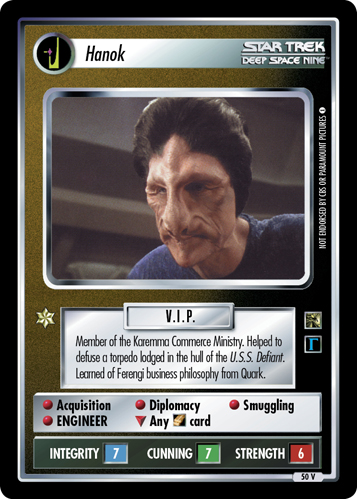 Hanok
STAR TREK
DEEP SPACE NINE
NOT ENDORSED BY CBS OR PARAMOUNT PICTURES
V.I.P.
Member of the Karemma Commerce Ministry. Helped to
defuse a torpedo lodged in the hull of the U.S.S. Defiant.
Learned of Ferengi business philosophy from Quark.
Acquisition Diplomacy Smuggling
ENGINEER Any card
INTEGRITY 7 CUNNING 7 STRENGTH 6
50 V